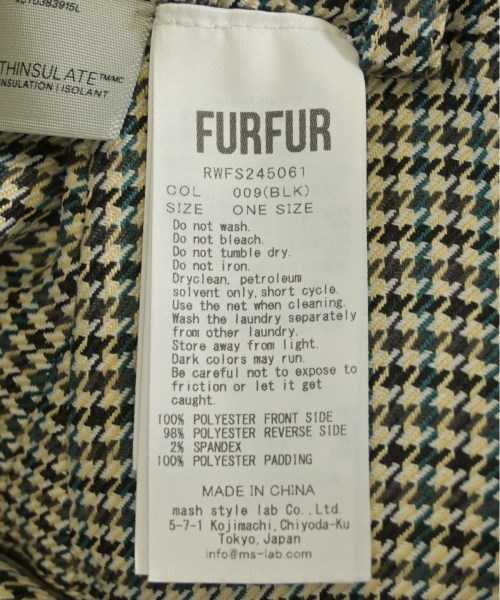 THINSULATE™/MC
INSULATION | ISOLANT
FURFUR
RWFS245061
COL 009(BLK)
SIZE ONE SIZE
Do not wash.
Do not bleach.
Do not tumble dry.
Do not iron.
Dryclean, petroleum
solvent only, short cycle.
Use the net when cleaning.
Wash the laundry separately
from other laundry.
Store away from light.
Dark colors may run.
Be careful not to expose to
friction or let it get
caught.
100% POLYESTER FRONT SIDE
98% POLYESTER REVERSE SIDE
2% SPANDEX
100% POLYESTER PADDING
MADE IN CHINA
mash style lab Co., Ltd.
5-7-1 Kojimachi, Chiyoda-Ku
Tokyo, Japan
info@ms-lab.com